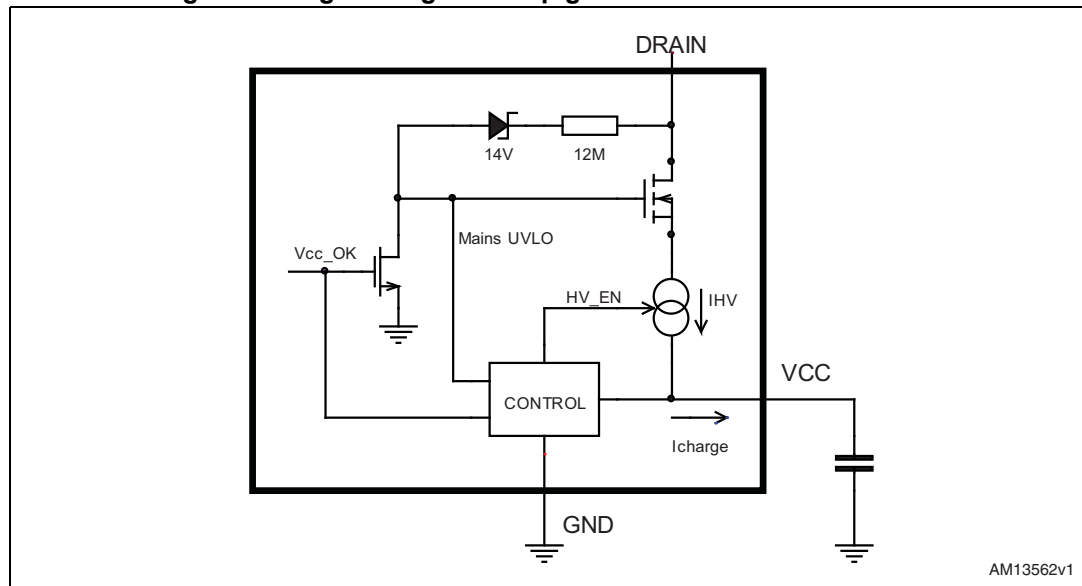 DRAIN
14V
12M
Mains UVLO
Vcc_OK
HV_EN
IHV
VCC
CONTROL
Icharge
GND
AM13562v1